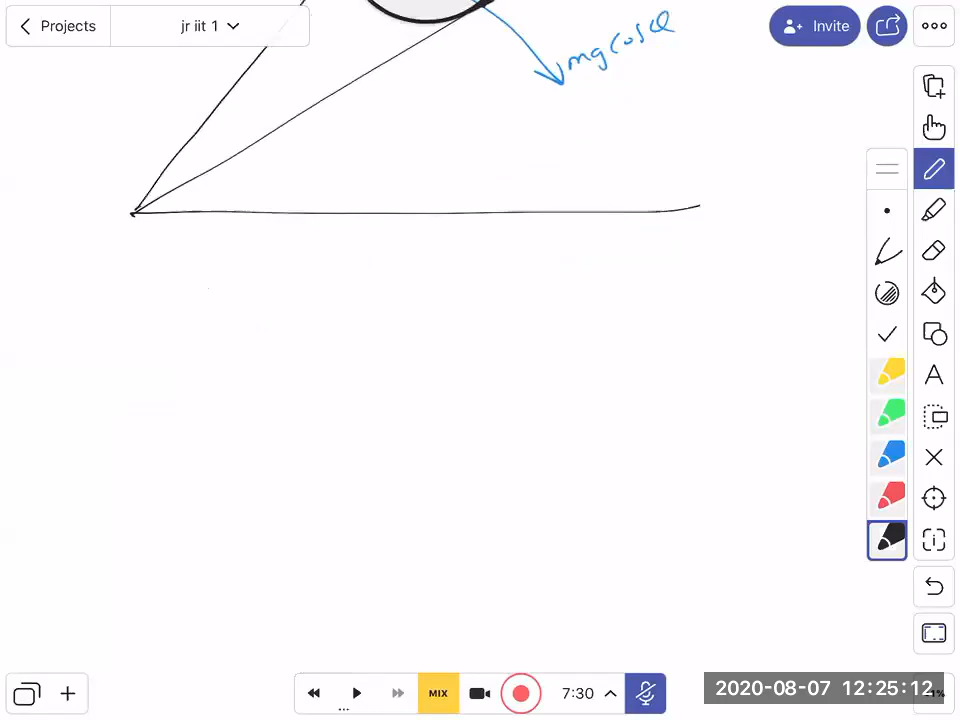 Projects
jr iit 1
Invite
mg cos θ
A
MIX
7:30
2020-08-07 12:25:12